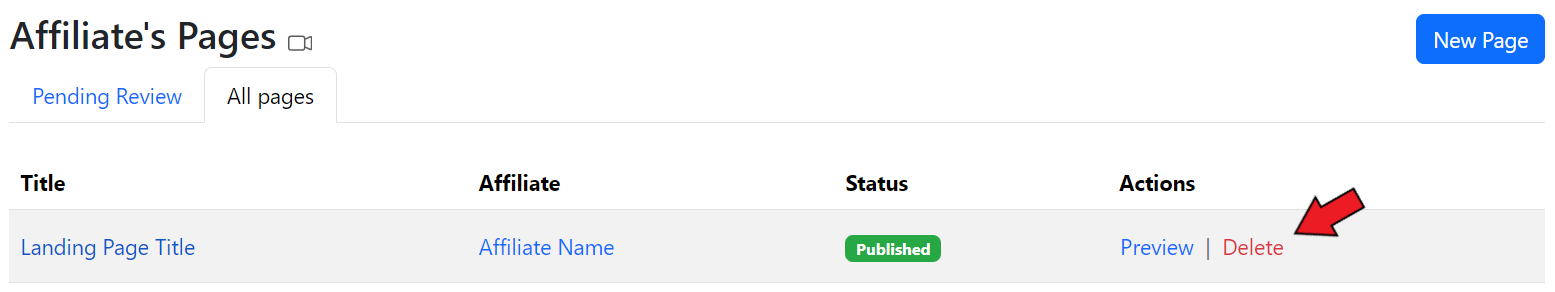 Affiliate's Pages
New Page
Pending Review
All pages
Title Affiliate Status Actions
Landing Page Title Affiliate Name Published Preview | Delete